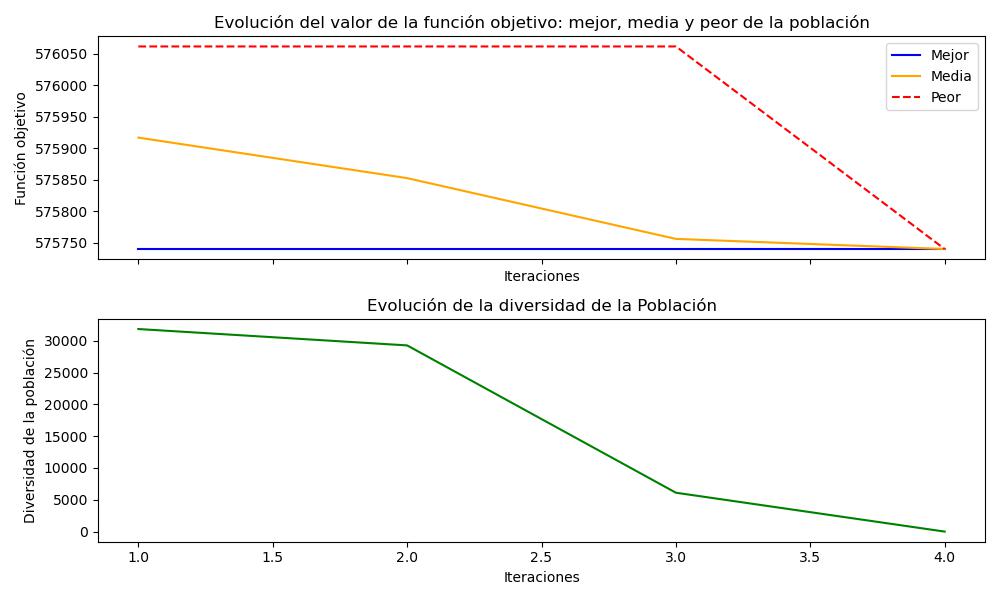 Evolución del valor de la función objetivo: mejor, media y peor de la población
Función objetivo
576050
576000
575950
575900
575850
575800
575750
Mejor
Media
Peor
Iteraciones
Evolución de la diversidad de la Población
Diversidad de la población
30000
25000
20000
15000
10000
5000
0
1.0 1.5 2.0 2.5 3.0 3.5 4.0
Iteraciones